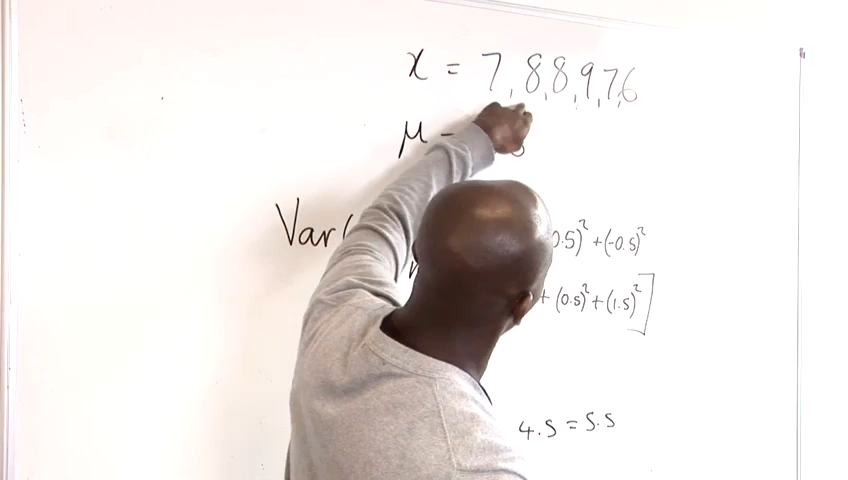 x = 7, 8, 8, 9, 7, 6
μ =
Var(
0.5)² + (-0.5)²
+ (0.5)² + (1.5)²]
4.5 = 5.5